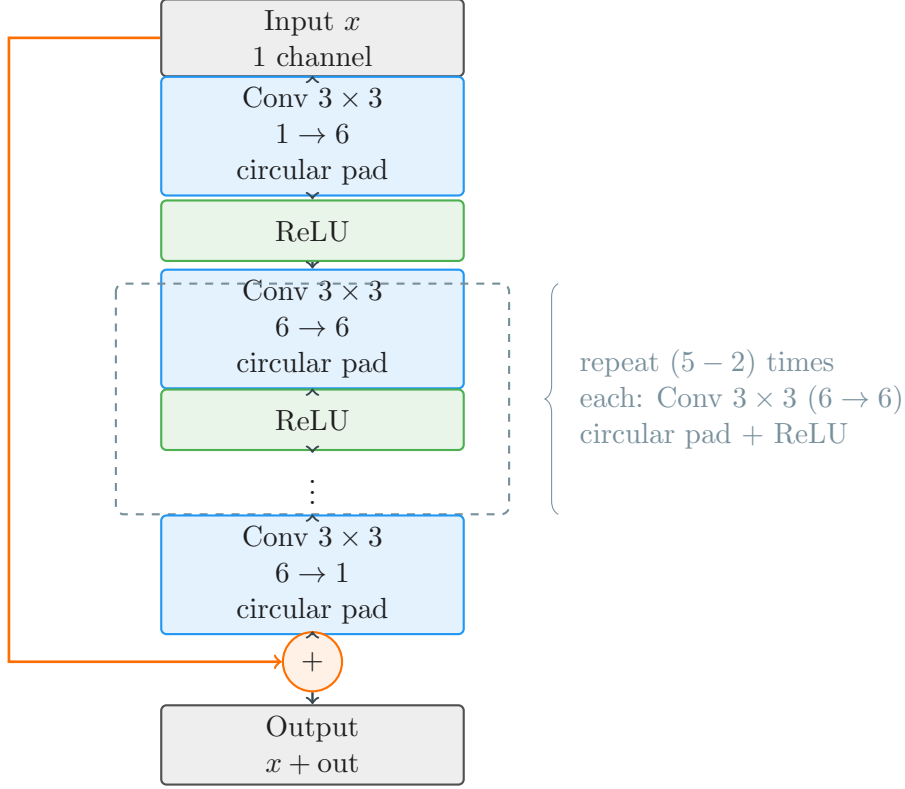 Input x
1 channel
Conv 3 × 3
1 → 6
circular pad
ReLU
Conv 3 × 3
6 → 6
circular pad
ReLU
⋮
repeat (5 − 2) times
each: Conv 3 × 3 (6 → 6)
circular pad + ReLU
Conv 3 × 3
6 → 1
circular pad
+
Output
x + out